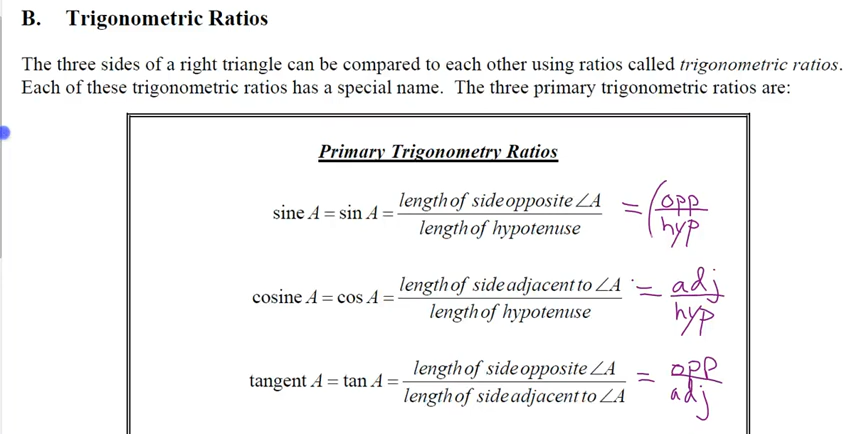 B. Trigonometric Ratios
The three sides of a right triangle can be compared to each other using ratios called trigonometric ratios.
Each of these trigonometric ratios has a special name. The three primary trigonometric ratios are:
Primary Trigonometry Ratios
sine A = sin A = length of side opposite ∠A / length of hypotenuse = (opp / hyp
cosine A = cos A = length of side adjacent to ∠A / length of hypotenuse = adj / hyp
tangent A = tan A = length of side opposite ∠A / length of side adjacent to ∠A = opp / adj